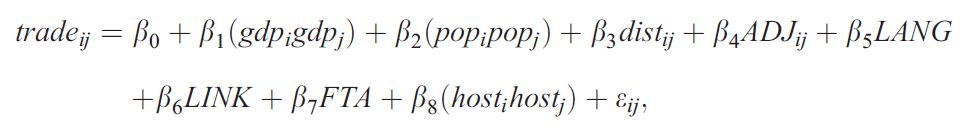 trade_ij = β_0 + β_1(gdp_i gdp_j) + β_2(pop_i pop_j) + β_3 dist_ij + β_4 ADJ_ij + β_5 LANG
+β_6 LINK + β_7 FTA + β_8(host_i host_j) + ε_ij,